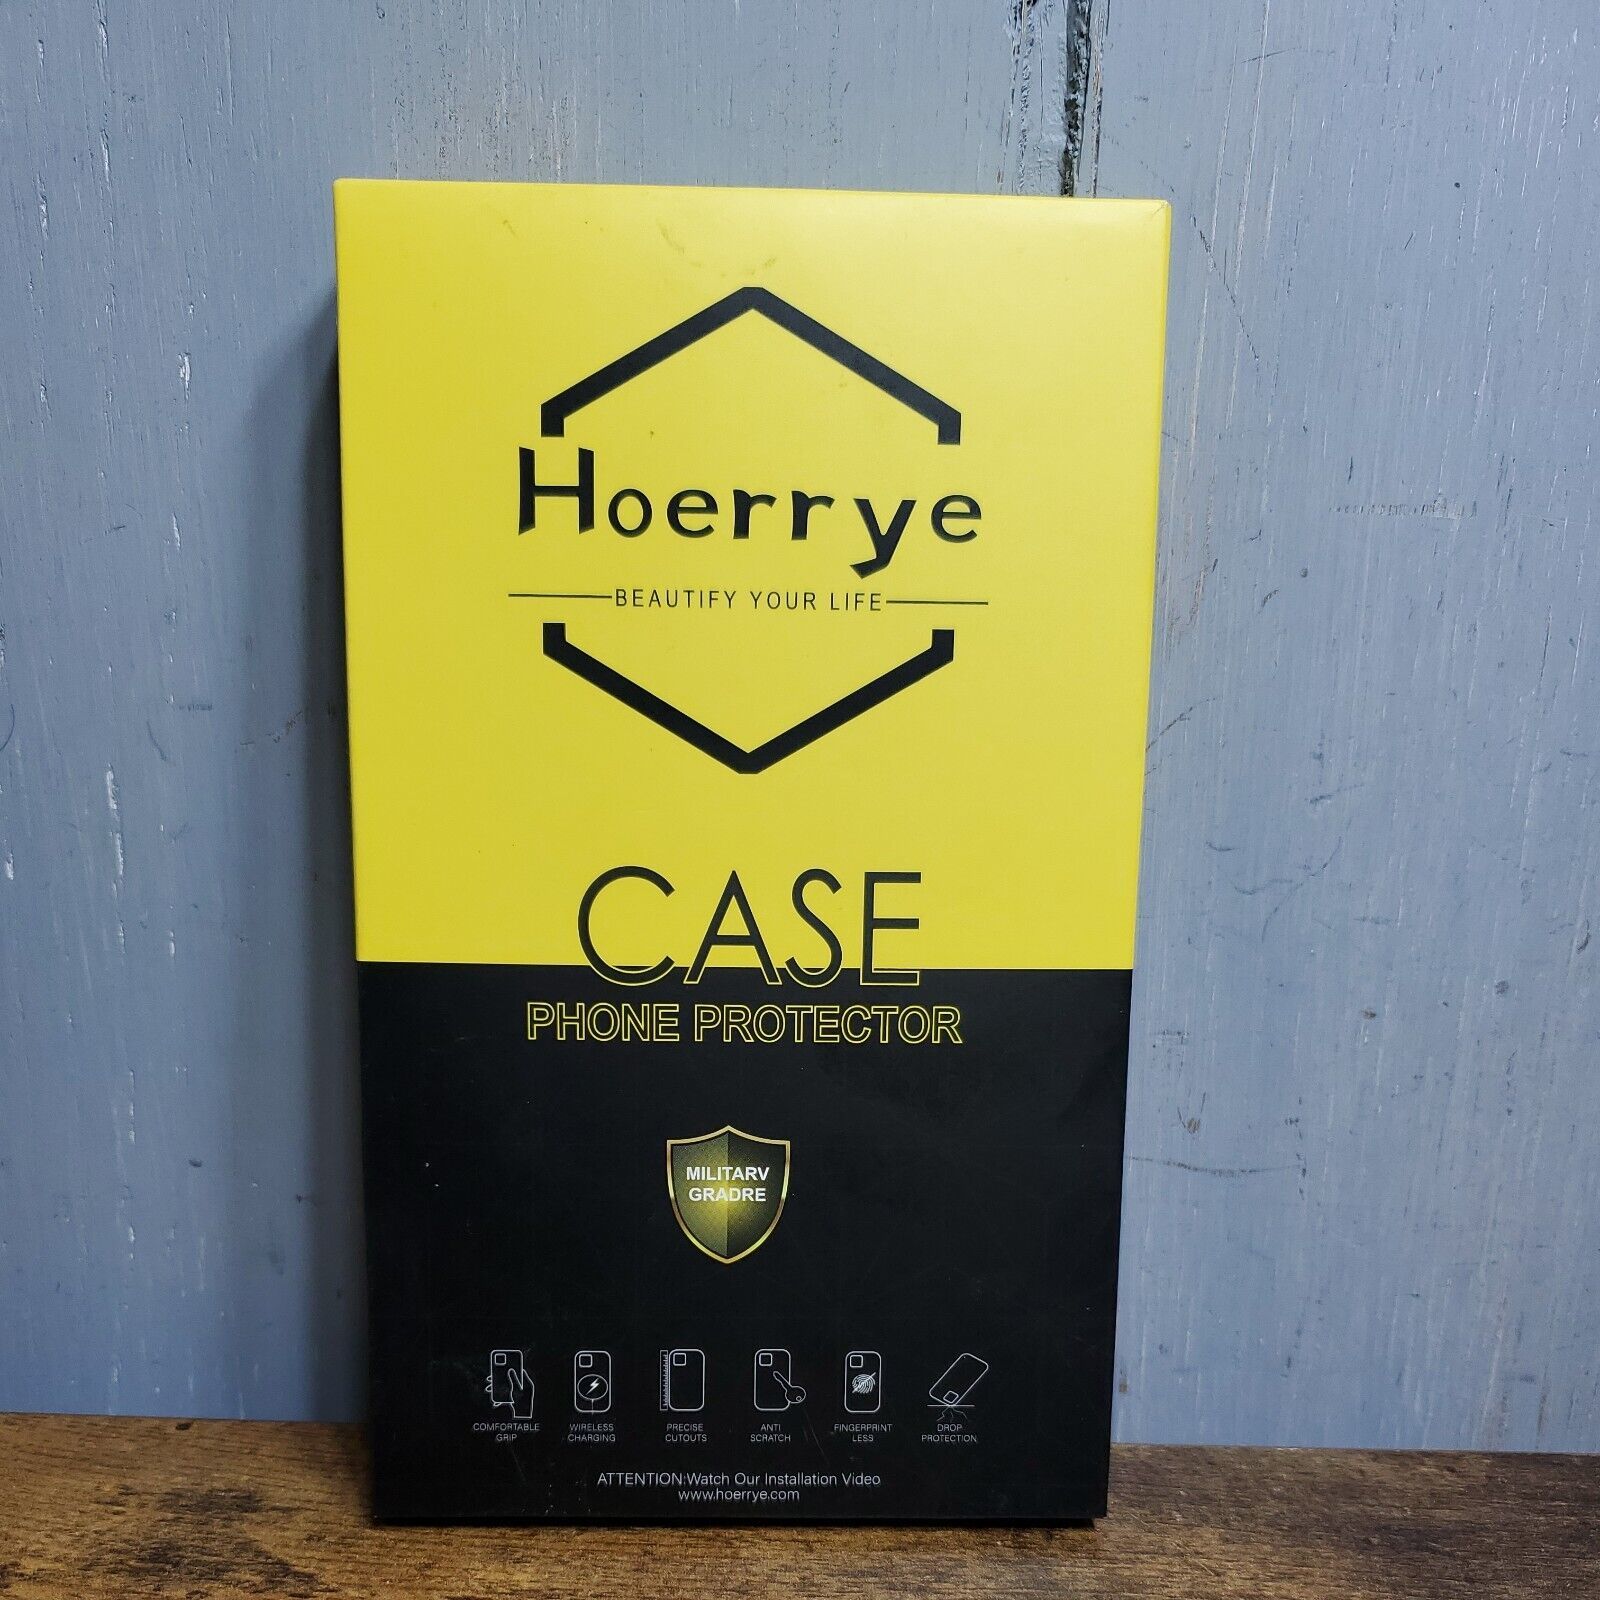 Hoerrye
BEAUTIFY YOUR LIFE
CASE
PHONE PROTECTOR
MILITARV
GRADRE
COMFORTABLE
GRIP
WIRELESS
CHARGING
PRECISE
CUTOUTS
ANTI
SCRATCH
FINGERPRINT
LESS
DROP
PROTECTION
ATTENTION:Watch Our Installation Video
www.hoerrye.com